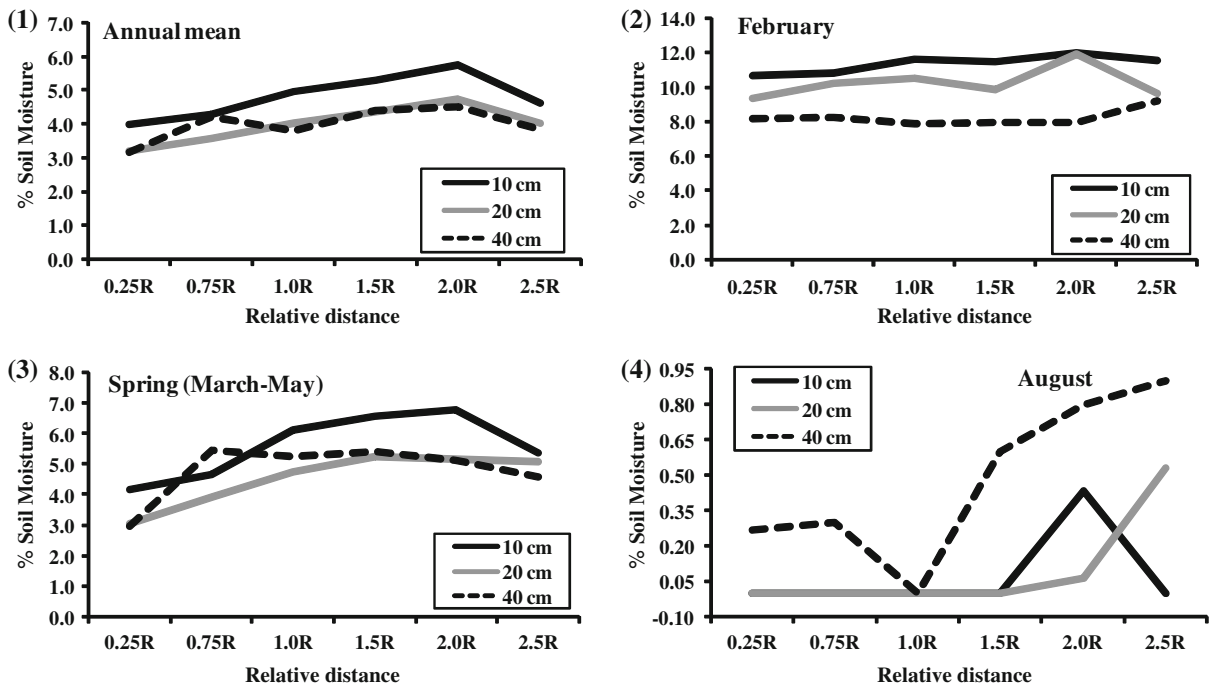 (1)
Annual mean
% Soil Moisture
7.0
6.0
5.0
4.0
3.0
2.0
1.0
0.0
10 cm
20 cm
40 cm
0.25R 0.75R 1.0R 1.5R 2.0R 2.5R
Relative distance
(2)
February
% Soil Moisture
14.0
12.0
10.0
8.0
6.0
4.0
2.0
0.0
10 cm
20 cm
40 cm
0.25R 0.75R 1.0R 1.5R 2.0R 2.5R
Relative distance
(3)
Spring (March-May)
% Soil Moisture
8.0
7.0
6.0
5.0
4.0
3.0
2.0
1.0
0.0
10 cm
20 cm
40 cm
0.25R 0.75R 1.0R 1.5R 2.0R 2.5R
Relative distance
(4)
August
% Soil Moisture
0.95
0.80
0.65
0.50
0.35
0.20
0.05
-0.10
10 cm
20 cm
40 cm
0.25R 0.75R 1.0R 1.5R 2.0R 2.5R
Relative distance